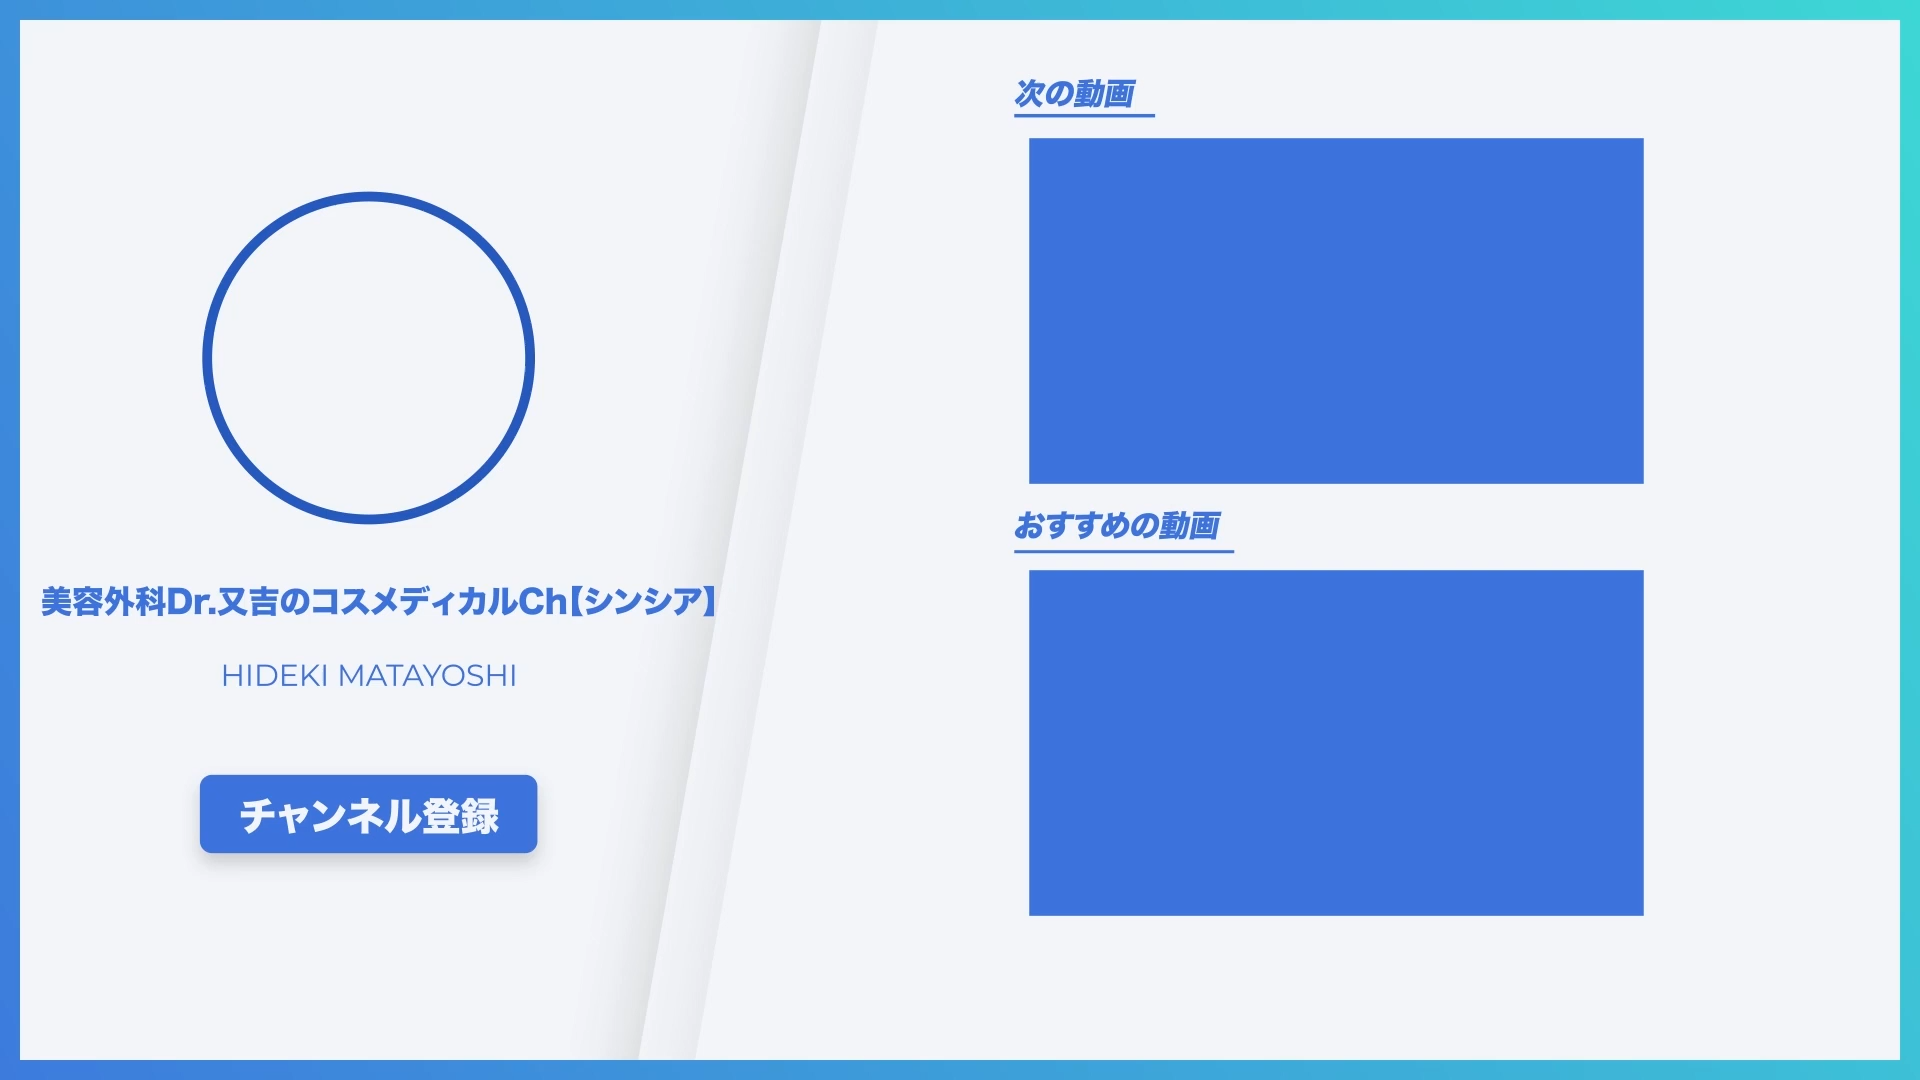 美容外科Dr.又吉のコスメディカルCh【シンシア】
HIDEKI MATAYOSHI
チャンネル登録
次の動画
おすすめの動画